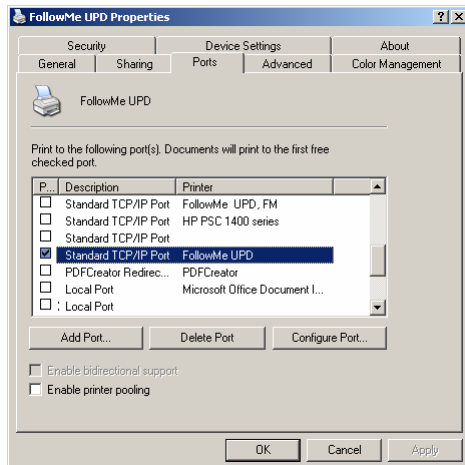 FollowMe UPD Properties
Security Device Settings About
General Sharing Ports Advanced Color Management
FollowMe UPD
Print to the following port(s). Documents will print to the first free
checked port.
P... Description Printer
Standard TCP/IP Port FollowMe UPD, FM
Standard TCP/IP Port HP PSC 1400 series
Standard TCP/IP Port
Standard TCP/IP Port FollowMe UPD
PDFCreator Redirec... PDFCreator
Local Port Microsoft Office Document I...
: Local Port
Add Port... Delete Port Configure Port...
Enable bidirectional support
Enable printer pooling
OK Cancel Apply